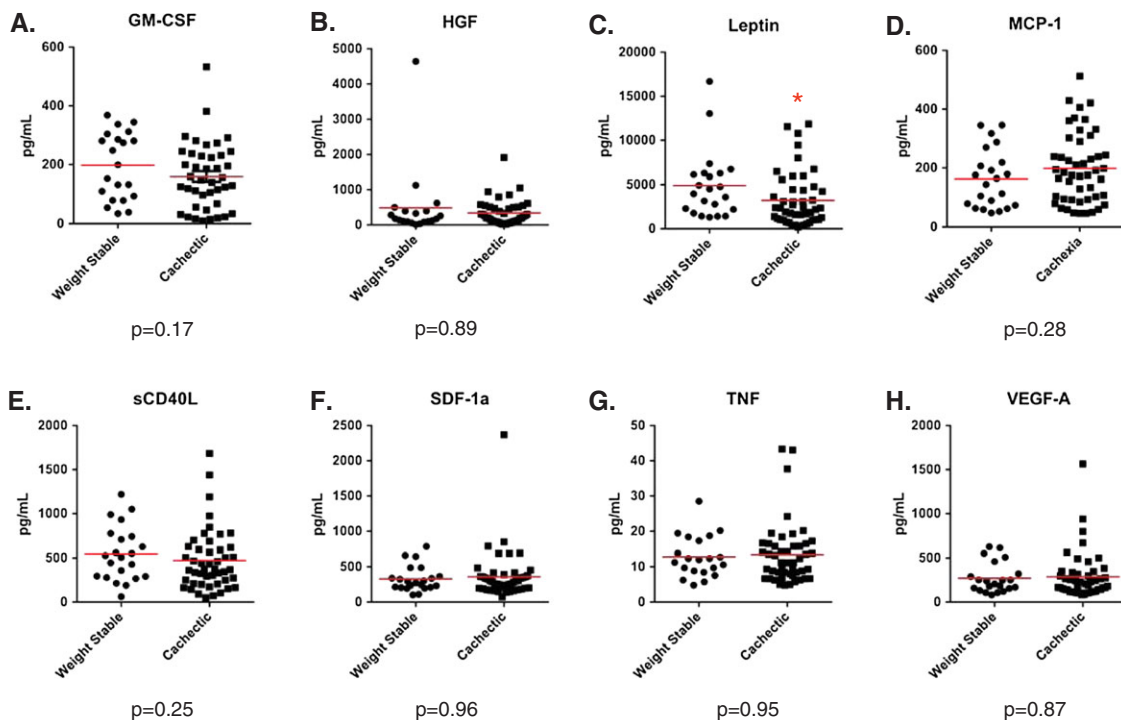 A.
GM-CSF
pg/mL
600
400
200
0
Weight Stable
Cachectic
p=0.17
B.
HGF
pg/mL
5000
4000
3000
2000
1000
0
Weight Stable
Cachectic
p=0.89
C.
Leptin
pg/mL
20000
15000
10000
5000
0
*
Weight Stable
Cachectic
D.
MCP-1
pg/mL
600
400
200
0
Weight Stable
Cachexia
p=0.28
E.
sCD40L
pg/mL
2000
1500
1000
500
0
Weight Stable
Cachectic
p=0.25
F.
SDF-1a
pg/mL
2500
2000
1500
1000
500
0
Weight Stable
Cachectic
p=0.96
G.
TNF
pg/mL
50
40
30
20
10
0
Weight Stable
Cachectic
p=0.95
H.
VEGF-A
pg/mL
2500
2000
1500
1000
500
0
Weight Stable
Cachectic
p=0.87